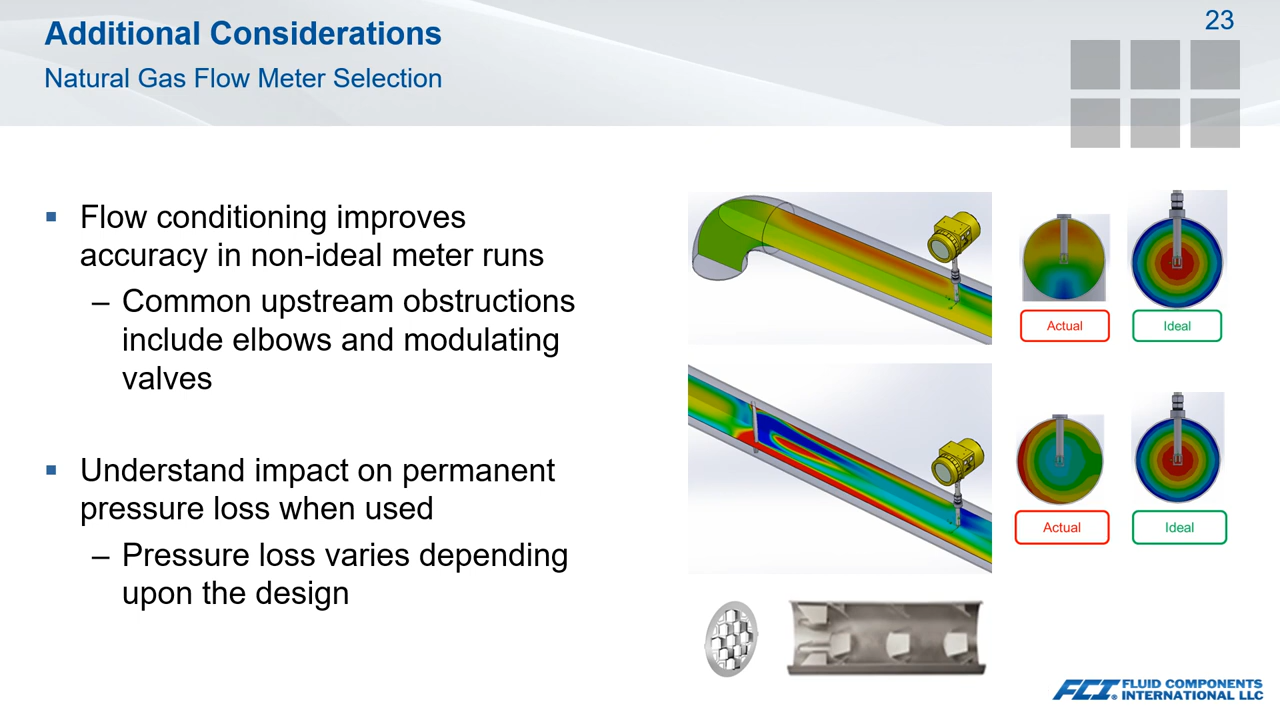 Additional Considerations
23
Natural Gas Flow Meter Selection
Flow conditioning improves
accuracy in non-ideal meter runs
– Common upstream obstructions
include elbows and modulating
valves
Understand impact on permanent
pressure loss when used
– Pressure loss varies depending
upon the design
Actual
Ideal
Actual
Ideal
FCI® FLUID COMPONENTS
INTERNATIONAL LLC